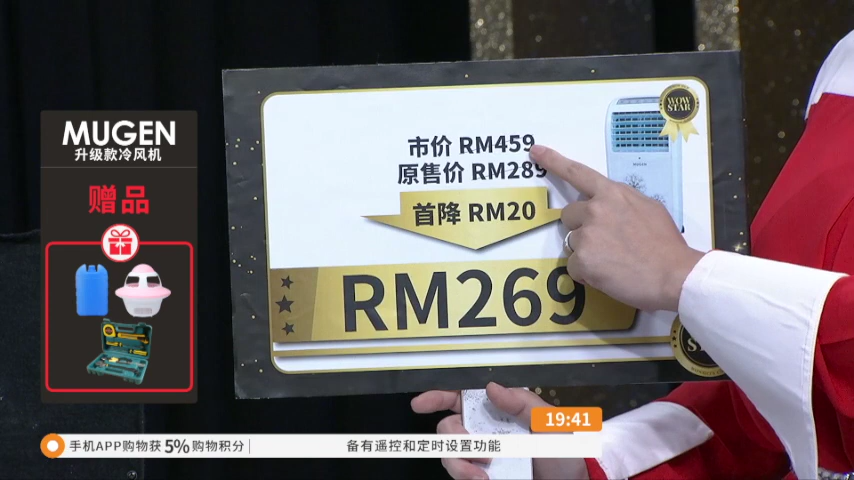 MUGEN
升级款冷风机
赠品
市价 RM459
原售价 RM289
首降 RM20
RM269
WOW
STAR
19:41
手机APP购物获5%购物积分
备有遥控和定时设置功能